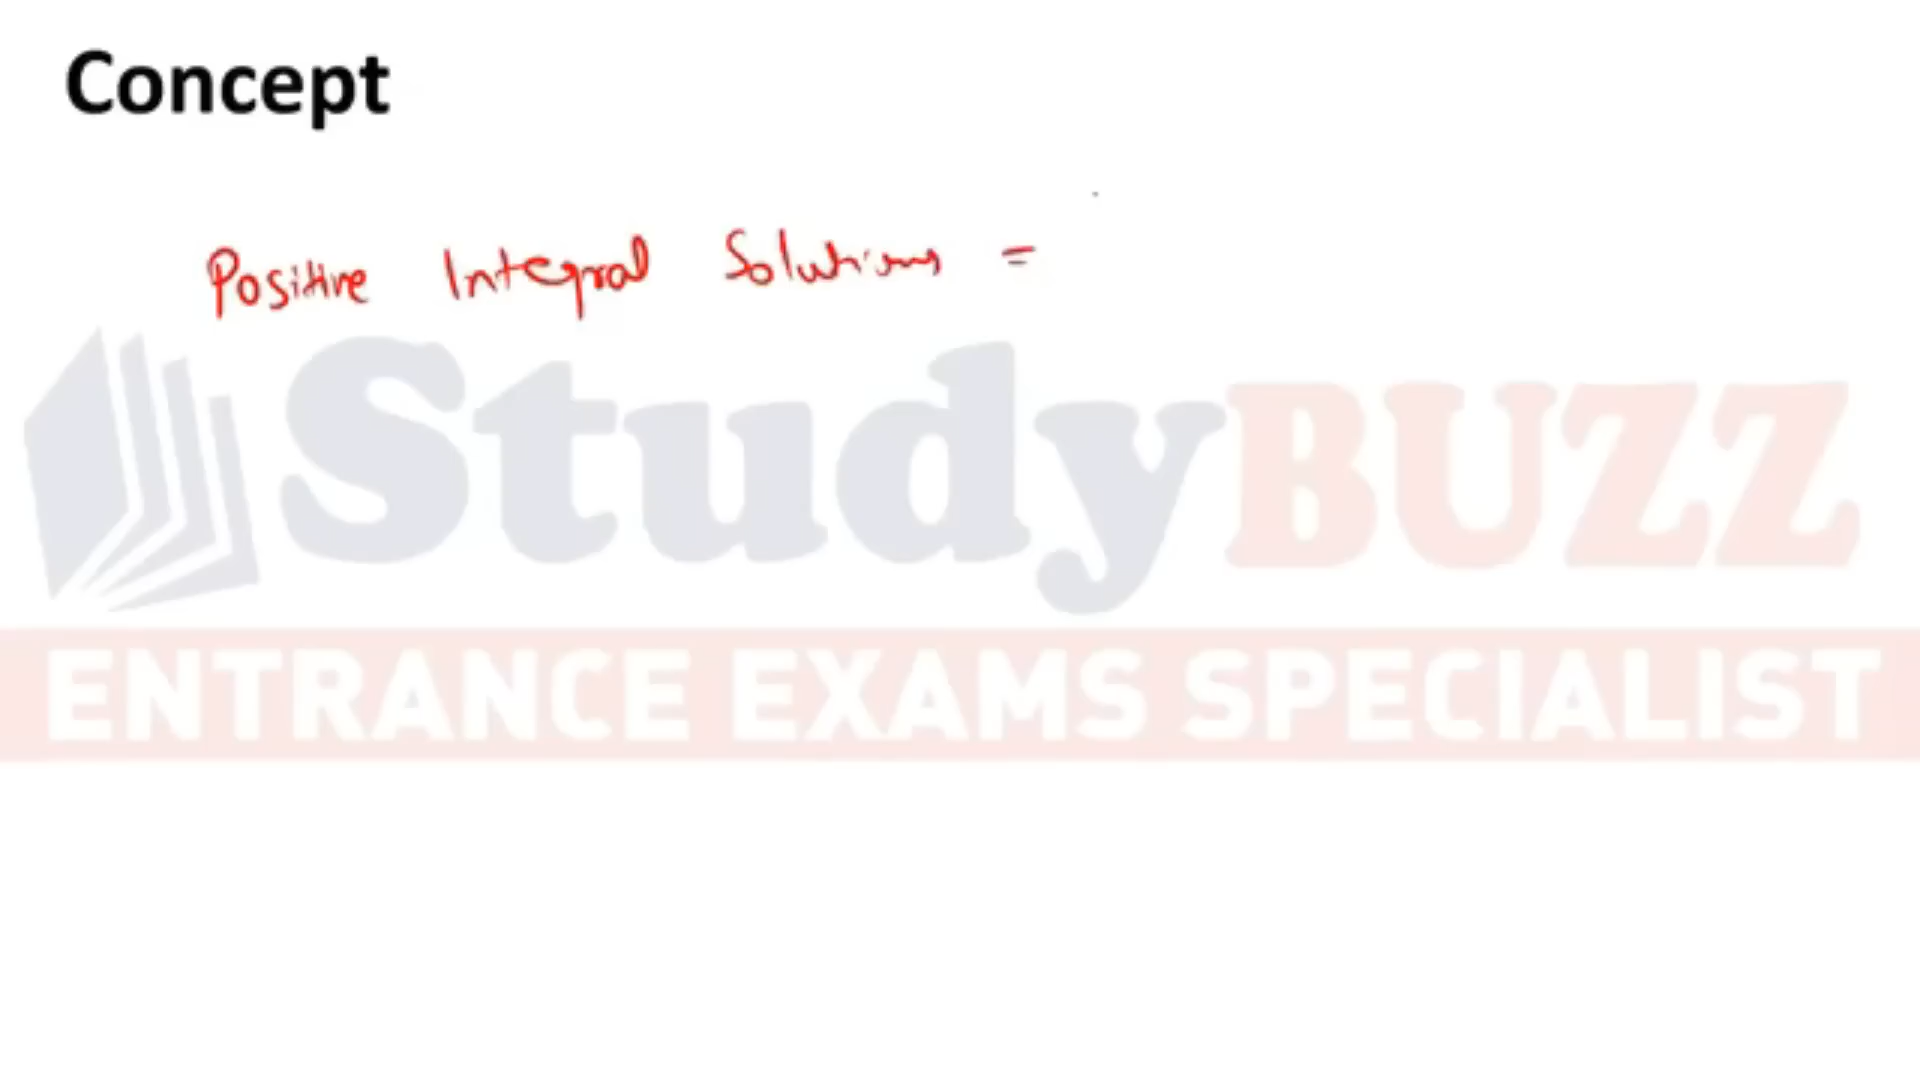 Concept
Positive Integral Solutions =
StudyBUZZ
ENTRANCE EXAMS SPECIALIST